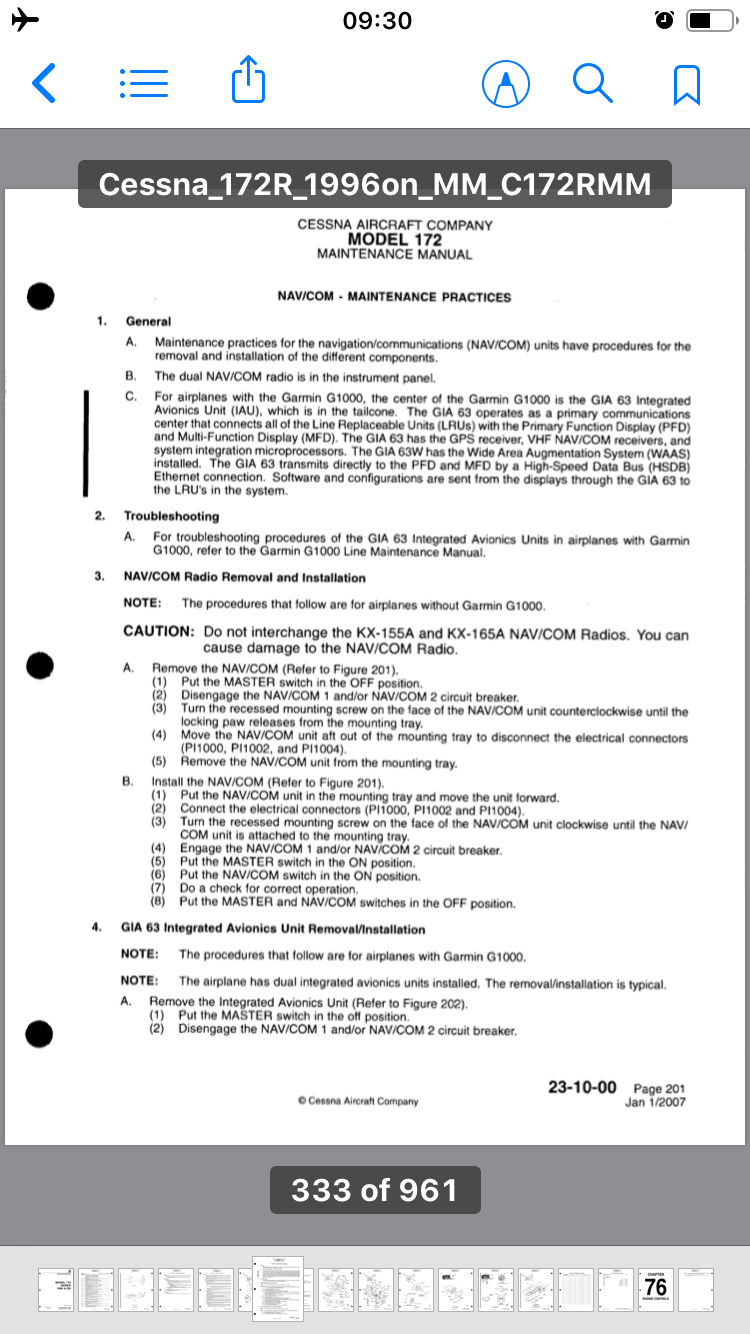 09:30
Cessna_172R_1996on_MM_C172RMM
CESSNA AIRCRAFT COMPANY
MODEL 172
MAINTENANCE MANUAL
NAV/COM - MAINTENANCE PRACTICES
1. General
A. Maintenance practices for the navigation/communications (NAV/COM) units have procedures for the
removal and installation of the different components.
B. The dual NAV/COM radio is in the instrument panel.
C. For airplanes with the Garmin G1000, the center of the Garmin G1000 is the GIA 63 Integrated
Avionics Unit (IAU), which is in the tailcone. The GIA 63 operates as a primary communications
center that connects all of the Line Replaceable Units (LRUs) with the Primary Function Display (PFD)
and Multi-Function Display (MFD). The GIA 63 has the GPS receiver, VHF NAV/COM receivers, and
system integration microprocessors. The GIA 63W has the Wide Area Augmentation System (WAAS)
installed. The GIA 63 transmits directly to the PFD and MFD by a High-Speed Data Bus (HSDB)
Ethernet connection. Software and configurations are sent from the displays through the GIA 63 to
the LRU's in the system.
2. Troubleshooting
A. For troubleshooting procedures of the GIA 63 Integrated Avionics Units in airplanes with Garmin
G1000, refer to the Garmin G1000 Line Maintenance Manual.
3. NAV/COM Radio Removal and Installation
NOTE: The procedures that follow are for airplanes without Garmin G1000.
CAUTION: Do not interchange the KX-155A and KX-165A NAV/COM Radios. You can
cause damage to the NAV/COM Radio.
A. Remove the NAV/COM (Refer to Figure 201).
(1) Put the MASTER switch in the OFF position.
(2) Disengage the NAV/COM 1 and/or NAV/COM 2 circuit breaker.
(3) Turn the recessed mounting screw on the face of the NAV/COM unit counterclockwise until the
locking paw releases from the mounting tray.
(4) Move the NAV/COM unit aft out of the mounting tray to disconnect the electrical connectors
(PI1000, PI1002, and PI1004).
(5) Remove the NAV/COM unit from the mounting tray.
B. Install the NAV/COM (Refer to Figure 201).
(1) Put the NAV/COM unit in the mounting tray and move the unit forward.
(2) Connect the electrical connectors (PI1000, PI1002 and PI1004).
(3) Turn the recessed mounting screw on the face of the NAV/COM unit clockwise until the NAV/
COM unit is attached to the mounting tray.
(4) Engage the NAV/COM 1 and/or NAV/COM 2 circuit breaker.
(5) Put the MASTER switch in the ON position.
(6) Put the NAV/COM switch in the ON position.
(7) Do a check for correct operation.
(8) Put the MASTER and NAV/COM switches in the OFF position.
4. GIA 63 Integrated Avionics Unit Removal/Installation
NOTE: The procedures that follow are for airplanes with Garmin G1000.
NOTE: The airplane has dual integrated avionics units installed. The removal/installation is typical.
A. Remove the Integrated Avionics Unit (Refer to Figure 202).
(1) Put the MASTER switch in the off position.
(2) Disengage the NAV/COM 1 and/or NAV/COM 2 circuit breaker.
23-10-00 Page 201
© Cessna Aircraft Company
Jan 1/2007
333 of 961
CHAPTER
76
ENGINE CONTROLS